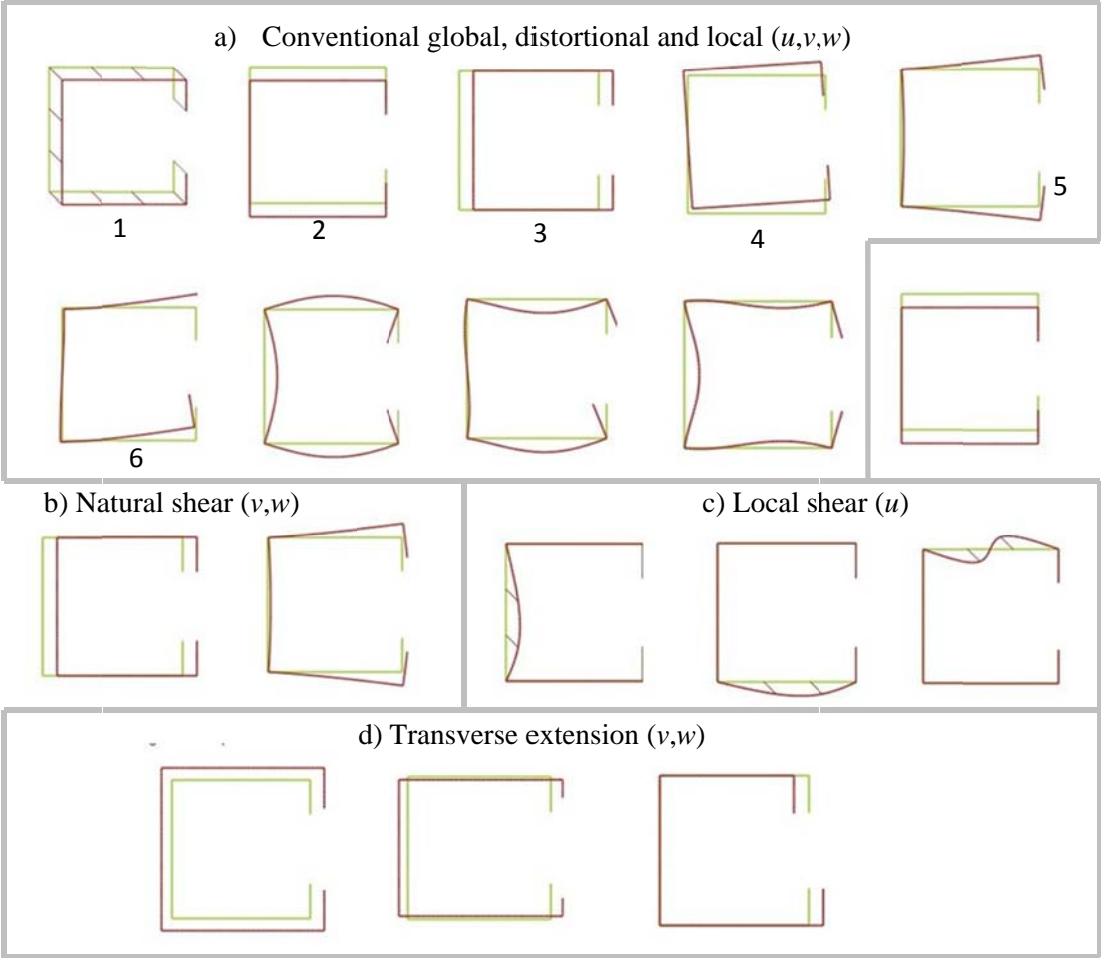 a) Conventional global, distortional and local (u,v,w)
1
2
3
4
5
6
b) Natural shear (v,w)
c) Local shear (u)
d) Transverse extension (v,w)